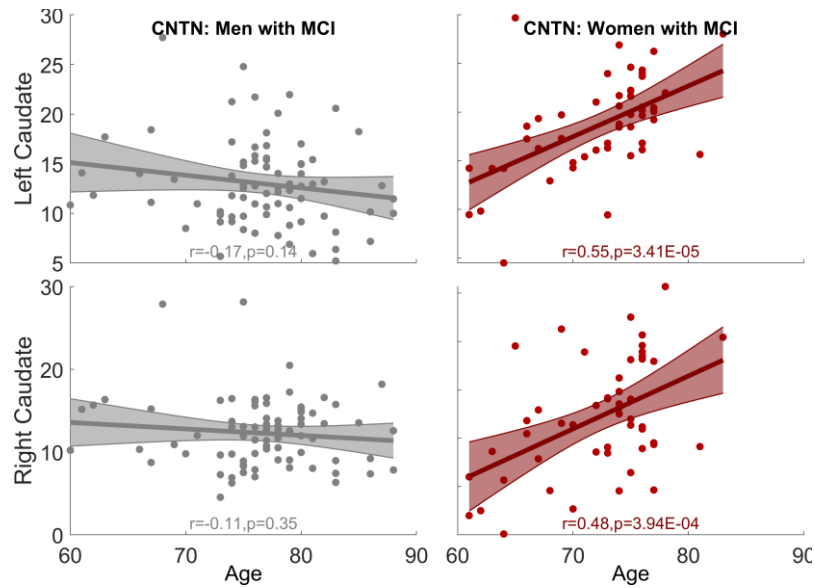 CNTN: Men with MCI
CNTN: Women with MCI
30
25
20
15
10
5
Left Caudate
r=-0.17,p=0.14
r=0.55,p=3.41E-05
30
20
10
0
Right Caudate
r=-0.11,p=0.35
r=0.48,p=3.94E-04
60 70 80 90
60 70 80 90
Age
Age